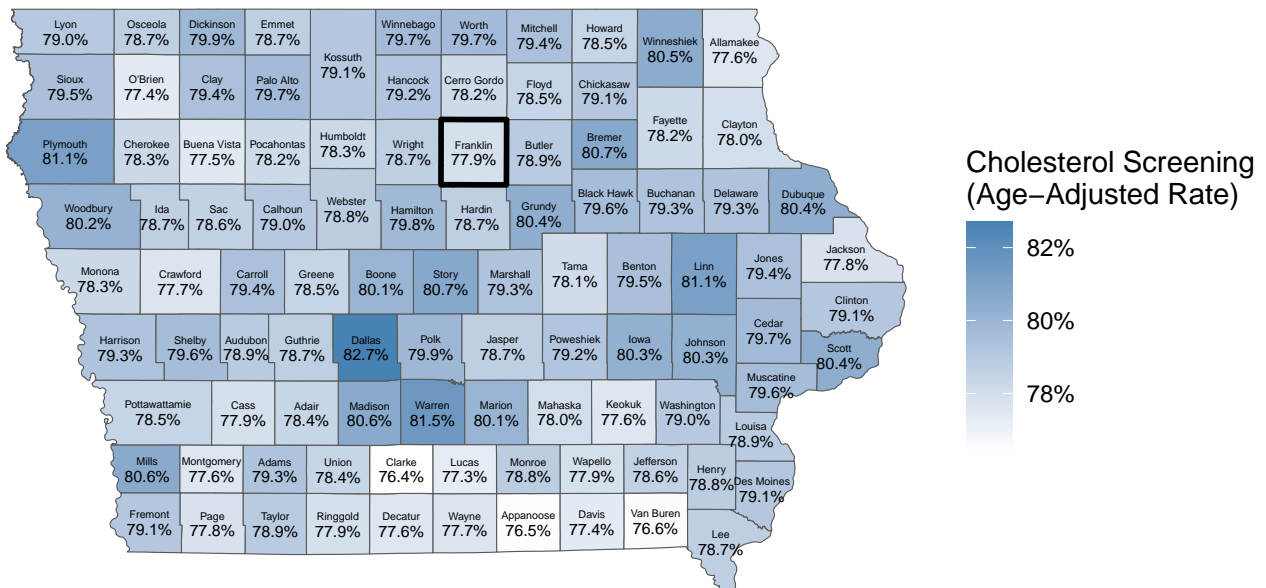 Lyon
79.0%
Osceola
78.7%
Dickinson
79.9%
Emmet
78.7%
Kossuth
79.1%
Winnebago
79.7%
Worth
79.7%
Mitchell
79.4%
Howard
78.5%
Winneshiek
80.5%
Allamakee
77.6%
Sioux
79.5%
O'Brien
77.4%
Clay
79.4%
Palo Alto
79.7%
Hancock
79.2%
Cerro Gordo
78.2%
Floyd
78.5%
Chickasaw
79.1%
Fayette
78.2%
Clayton
78.0%
Plymouth
81.1%
Cherokee
78.3%
Buena Vista
77.5%
Pocahontas
78.2%
Humboldt
78.3%
Wright
78.7%
Franklin
77.9%
Butler
78.9%
Bremer
80.7%
Woodbury
80.2%
Ida
78.7%
Sac
78.6%
Calhoun
79.0%
Webster
78.8%
Hamilton
79.8%
Hardin
78.7%
Grundy
80.4%
Black Hawk
79.6%
Buchanan
79.3%
Delaware
79.3%
Dubuque
80.4%
Monona
78.3%
Crawford
77.7%
Carroll
79.4%
Greene
78.5%
Boone
80.1%
Story
80.7%
Marshall
79.3%
Tama
78.1%
Benton
79.5%
Linn
81.1%
Jones
79.4%
Jackson
77.8%
Clinton
79.1%
Harrison
79.3%
Shelby
79.6%
Audubon
78.9%
Guthrie
78.7%
Dallas
82.7%
Polk
79.9%
Jasper
78.7%
Poweshiek
79.2%
Iowa
80.3%
Johnson
80.3%
Cedar
79.7%
Scott
80.4%
Muscatine
79.6%
Pottawattamie
78.5%
Cass
77.9%
Adair
78.4%
Madison
80.6%
Warren
81.5%
Marion
80.1%
Mahaska
78.0%
Keokuk
77.6%
Washington
79.0%
Louisa
78.9%
Mills
80.6%
Montgomery
77.6%
Adams
79.3%
Union
78.4%
Clarke
76.4%
Lucas
77.3%
Monroe
78.8%
Wapello
77.9%
Jefferson
78.6%
Henry
78.8%
Des Moines
79.1%
Fremont
79.1%
Page
77.8%
Taylor
78.9%
Ringgold
77.9%
Decatur
77.6%
Wayne
77.7%
Appanoose
76.5%
Davis
77.4%
Van Buren
76.6%
Lee
78.7%
Cholesterol Screening
(Age−Adjusted Rate)
82%
80%
78%